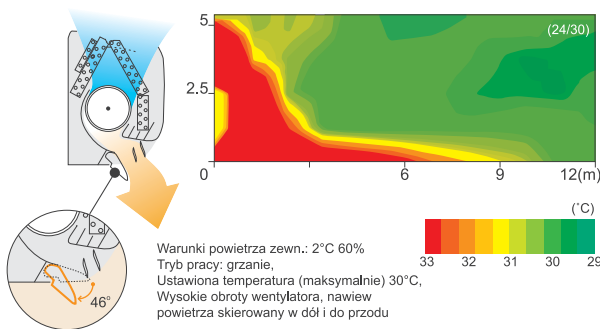 5
(24/30)
2.5
0 6 9 12(m)
(˚C)
33 32 31 30 29
46°
Warunki powietrza zewn.: 2°C 60%
Tryb pracy: grzanie,
Ustawiona temperatura (maksymalnie) 30°C,
Wysokie obroty wentylatora, nawiew
powietrza skierowany w dół i do przodu